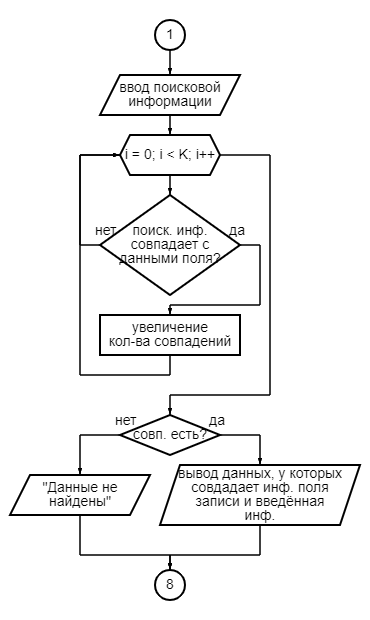 1
ввод поисковой
информации
i = 0; i < K; i++
нет
да
поиск. инф.
совпадает с
данными поля?
увеличение
кол-ва совпадений
нет
да
совп. есть?
"Данные не
найдены"
вывод данных, у которых
совдадает инф. поля
записи и введённая
инф.
8